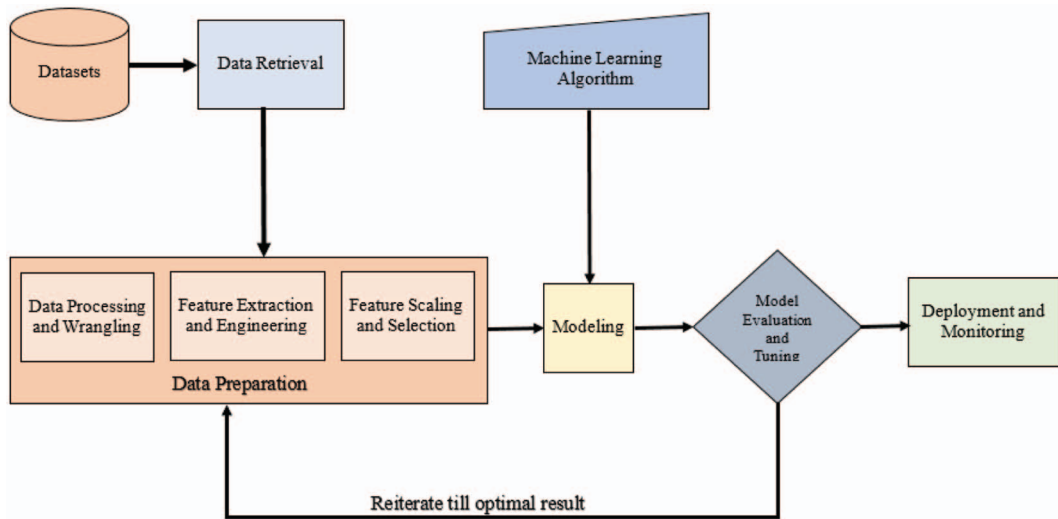 Datasets
Data Retrieval
Machine Learning
Algorithm
Data Processing
and Wrangling
Feature Extraction
and Engineering
Feature Scaling
and Selection
Data Preparation
Modeling
Model
Evaluation
and
Tuning
Deployment and
Monitoring
Reiterate till optimal result